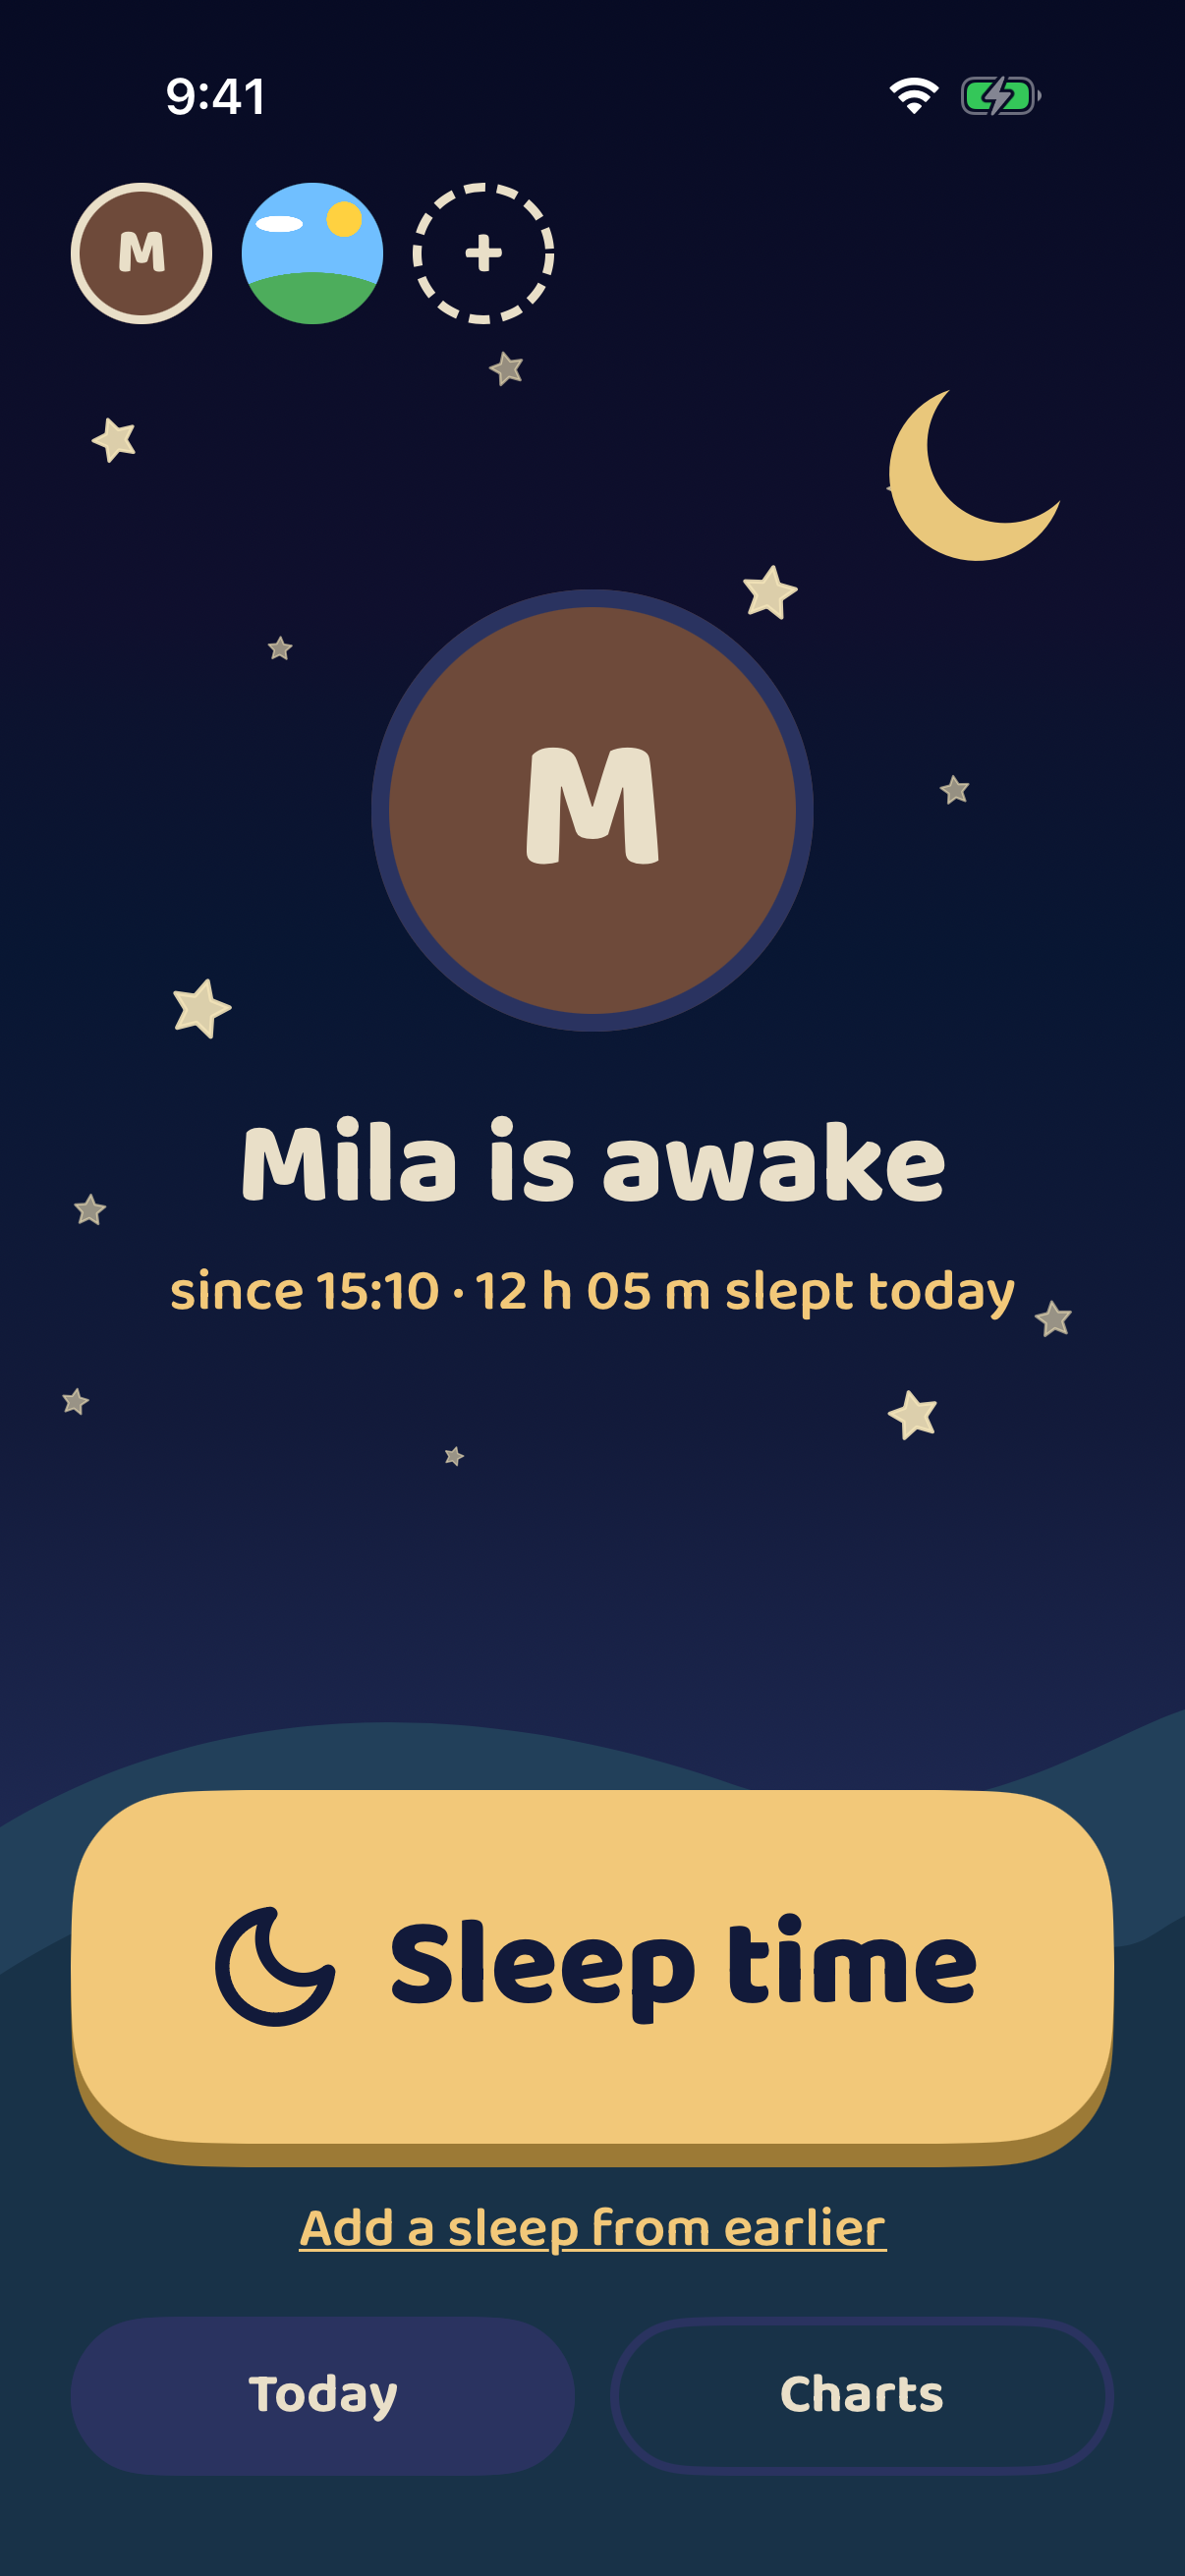 9:41
M
+
M
Mila is awake
since 15:10 · 12 h 05 m slept today
Sleep time
Add a sleep from earlier
Today
Charts